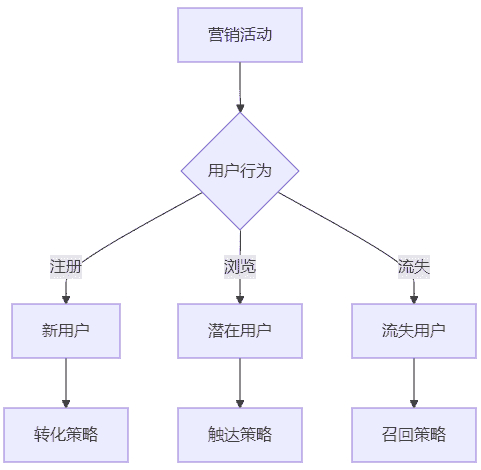 营销活动
用户行为
注册
浏览
流失
新用户
潜在用户
流失用户
转化策略
触达策略
召回策略